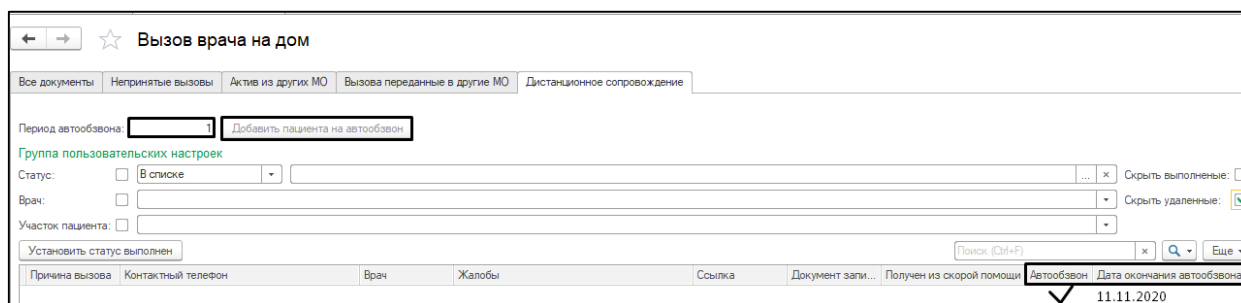 Вызов врача на дом
Все документы Непринятые вызовы Актив из других МО Вызова переданные в другие МО Дистанционное сопровождение
Период автообзвона: 1 Добавить пациента на автообзвон
Группа пользовательских настроек
Статус: В списке ... × Скрыть выполненые:
Врач: Скрыть удаленные:
Участок пациента:
Установить статус выполнен Поиск (Ctrl+F) × Еще
Причина вызова Контактный телефон Врач Жалобы Ссылка Документ запи... Получен из скорой помощи Автообзвон Дата окончания автообзвона
11.11.2020